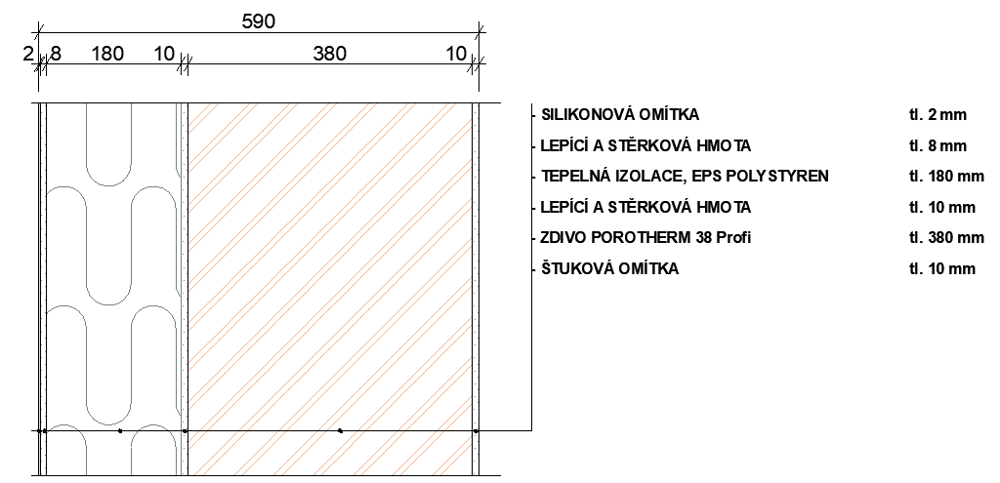 590
2 8 180 10 380 10
SILIKONOVÁ OMÍTKA tl. 2 mm
LEPÍCÍ A STĚRKOVÁ HMOTA tl. 8 mm
TEPELNÁ IZOLACE, EPS POLYSTYREN tl. 180 mm
LEPÍCÍ A STĚRKOVÁ HMOTA tl. 10 mm
ZDIVO POROTHERM 38 Profi tl. 380 mm
ŠTUKOVÁ OMÍTKA tl. 10 mm